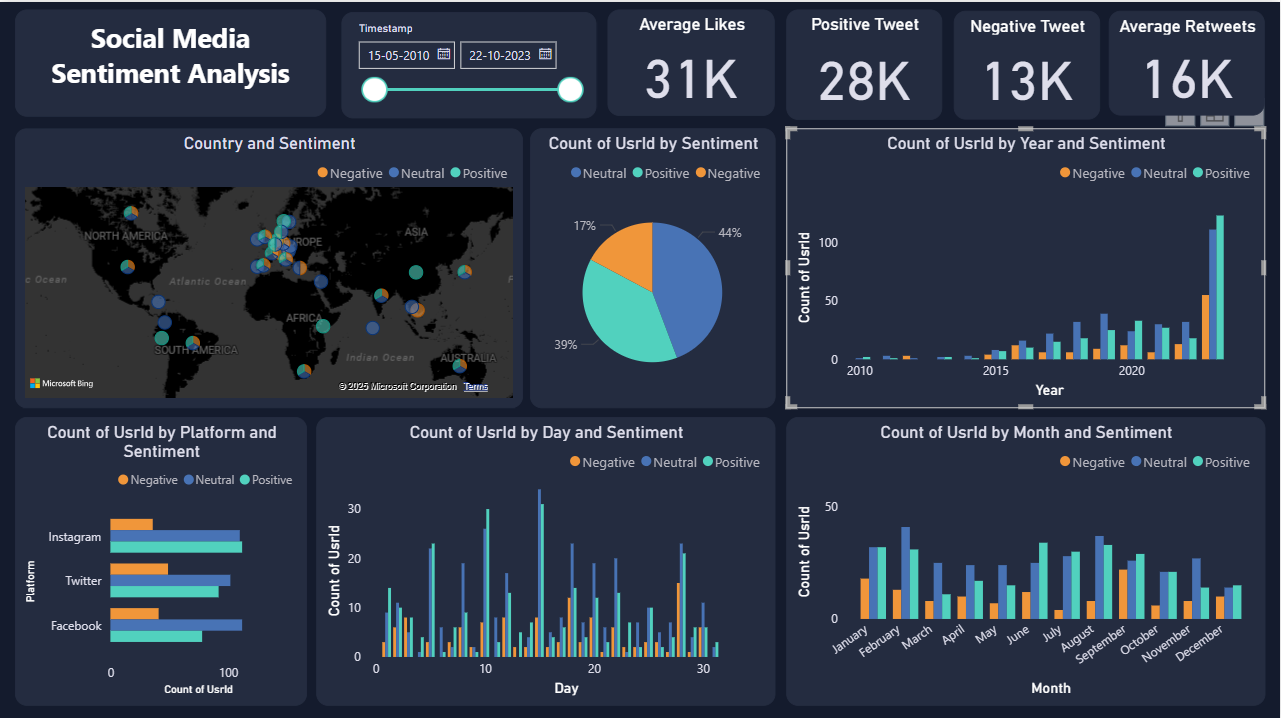 Social Media
Sentiment Analysis
Timestamp
15-05-2010
22-10-2023
Average Likes
31K
Positive Tweet
28K
Negative Tweet
13K
Average Retweets
16K
Country and Sentiment
Negative Neutral Positive
NORTH AMERICA
EUROPE
ASIA
c Ocean
Atlantic Ocean
AFRICA
SOUTH AMERICA
Indian Ocean
AUSTRALIA
Microsoft Bing
© 2025 Microsoft Corporation Terms
Count of UsrId by Sentiment
Neutral Positive Negative
17%
44%
39%
Count of UsrId by Year and Sentiment
Negative Neutral Positive
Count of UsrId
100
50
0
2010
2015
2020
Year
Count of UsrId by Platform and
Sentiment
Negative Neutral Positive
Platform
Instagram
Twitter
Facebook
0
100
Count of UsrId
Count of UsrId by Day and Sentiment
Negative Neutral Positive
Count of UsrId
30
20
10
0
0
10
20
30
Day
Count of UsrId by Month and Sentiment
Negative Neutral Positive
Count of UsrId
50
0
January
February
March
April
May
June
July
August
September
October
November
December
Month